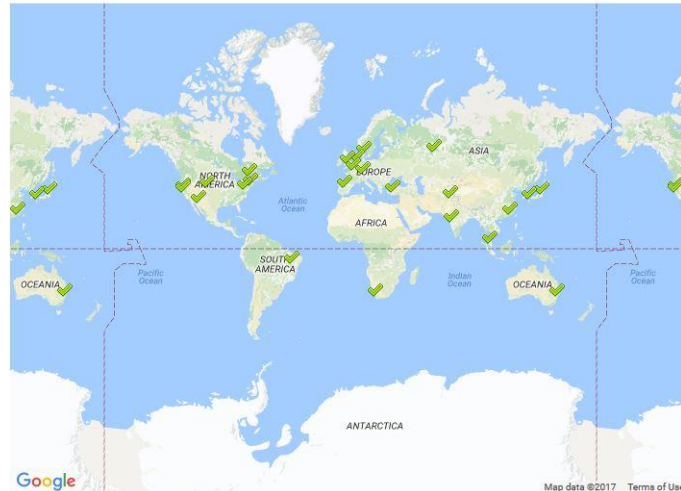 ASIA
NORTH
AMERICA
EUROPE
Atlantic
Ocean
AFRICA
SOUTH
AMERICA
Pacific
Ocean
Indian
Ocean
Pacific
Ocean
OCEANIA
OCEANIA
ANTARCTICA
Google
Map data ©2017 Terms of Use